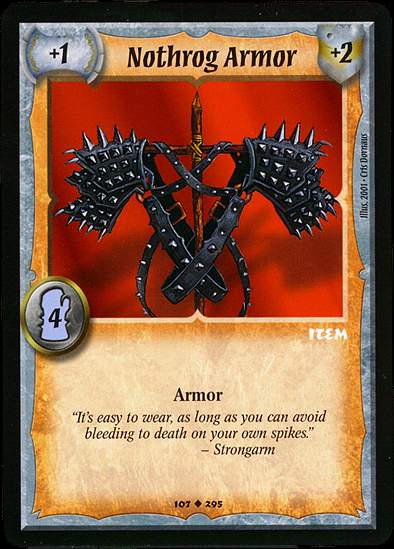 +1
Nothrog Armor
+2
Illus. 2001 • Cris Dornaus
4
ITEM
Armor
“It’s easy to wear, as long as you can avoid
bleeding to death on your own spikes.”
– Strongarm
107 ◆ 295